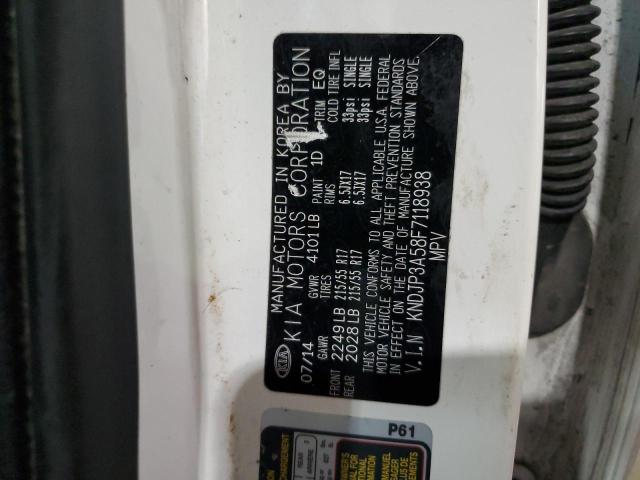 KIA
MANUFACTURED IN KOREA BY
KIA MOTORS CORPORATION
07/14 GVWR 4101LB PAINT 1D TRIM EQ
GAWR TIRES RIMS COLD TIRE INFL
FRONT 2249LB 215/55 R17 6.5JX17 33psi SINGLE
REAR 2028LB 215/55 R17 6.5JX17 33psi SINGLE
THIS VEHICLE CONFORMS TO ALL APPLICABLE U.S.A. FEDERAL
MOTOR VEHICLE SAFETY AND THEFT PREVENTION STANDARDS
IN EFFECT ON THE DATE OF MANUFACTURE SHOWN ABOVE.
V.I.N KNDJP3A58F7118938
MPV
P61
REAR
ARRIERE